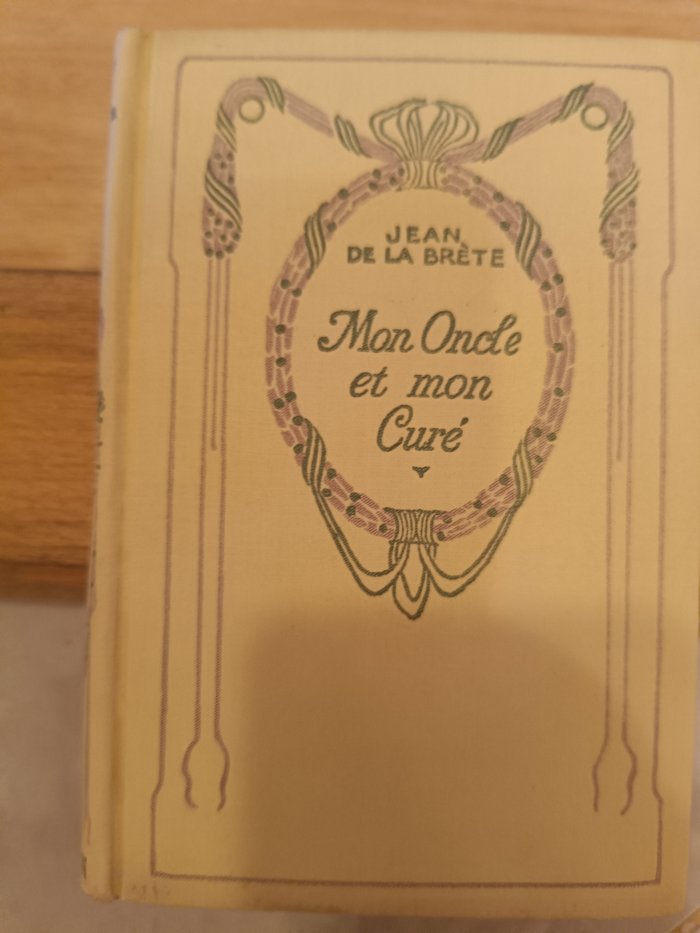 JEAN
DE LA BRÈTE
Mon Oncle
et mon
Curé